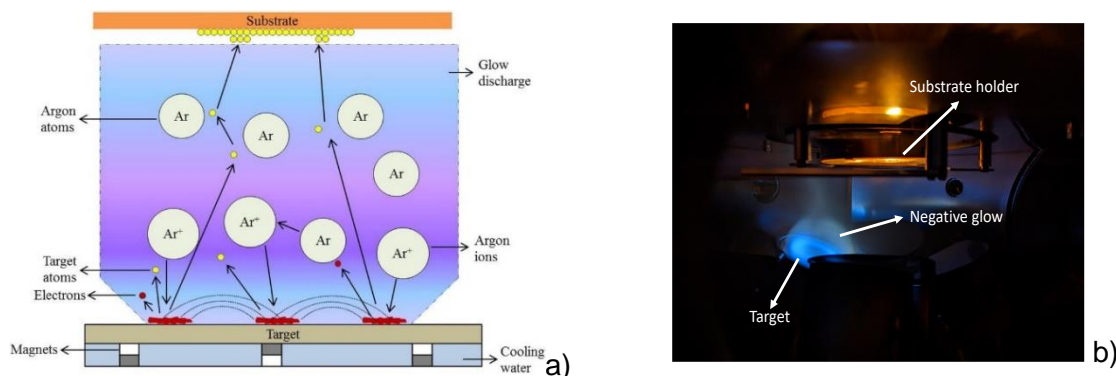 Substrate
Glow
discharge
Argon
atoms
Ar
Ar
Ar
Ar
Ar⁺
Ar⁺
Ar
Ar⁺
Argon
ions
Target
atoms
Electrons
Target
Magnets
Cooling
water
a)
Substrate holder
Negative glow
Target
b)